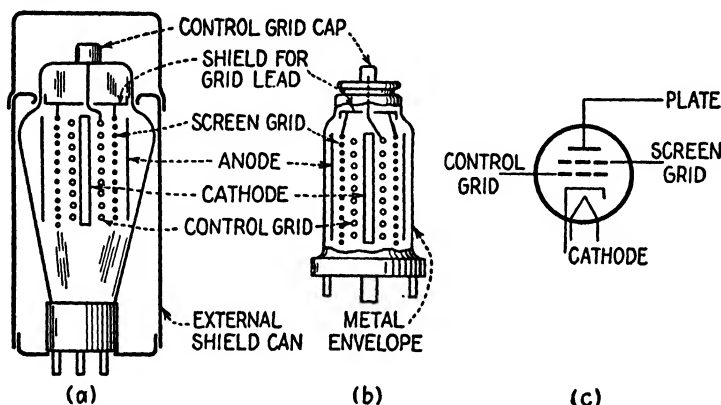 CONTROL GRID CAP
SHIELD FOR
GRID LEAD
SCREEN GRID
ANODE
CATHODE
CONTROL GRID
EXTERNAL
SHIELD CAN
METAL
ENVELOPE
PLATE
CONTROL
GRID
SCREEN
GRID
CATHODE
(a)
(b)
(c)